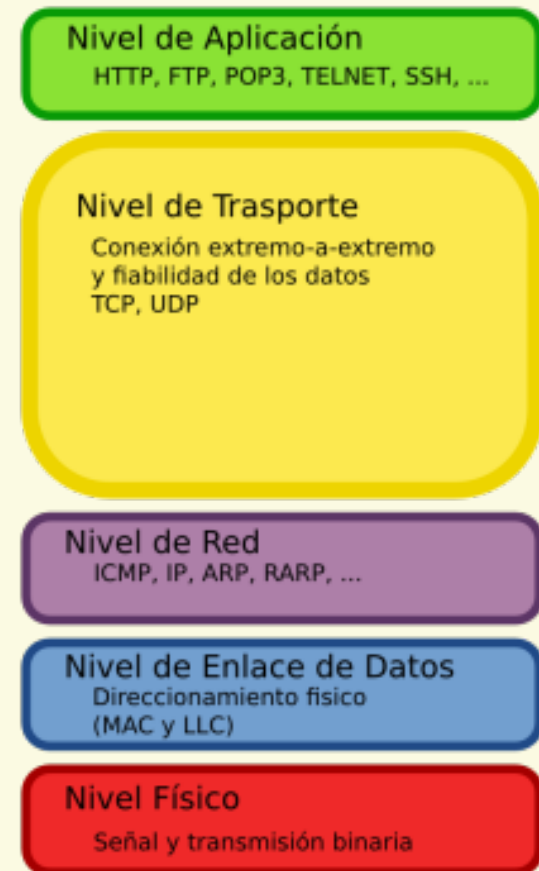 Nivel de Aplicación
HTTP, FTP, POP3, TELNET, SSH, ...
Nivel de Trasporte
Conexión extremo-a-extremo
y fiabilidad de los datos
TCP, UDP
Nivel de Red
ICMP, IP, ARP, RARP, ...
Nivel de Enlace de Datos
Direccionamiento fisico
(MAC y LLC)
Nivel Físico
Señal y transmisión binaria